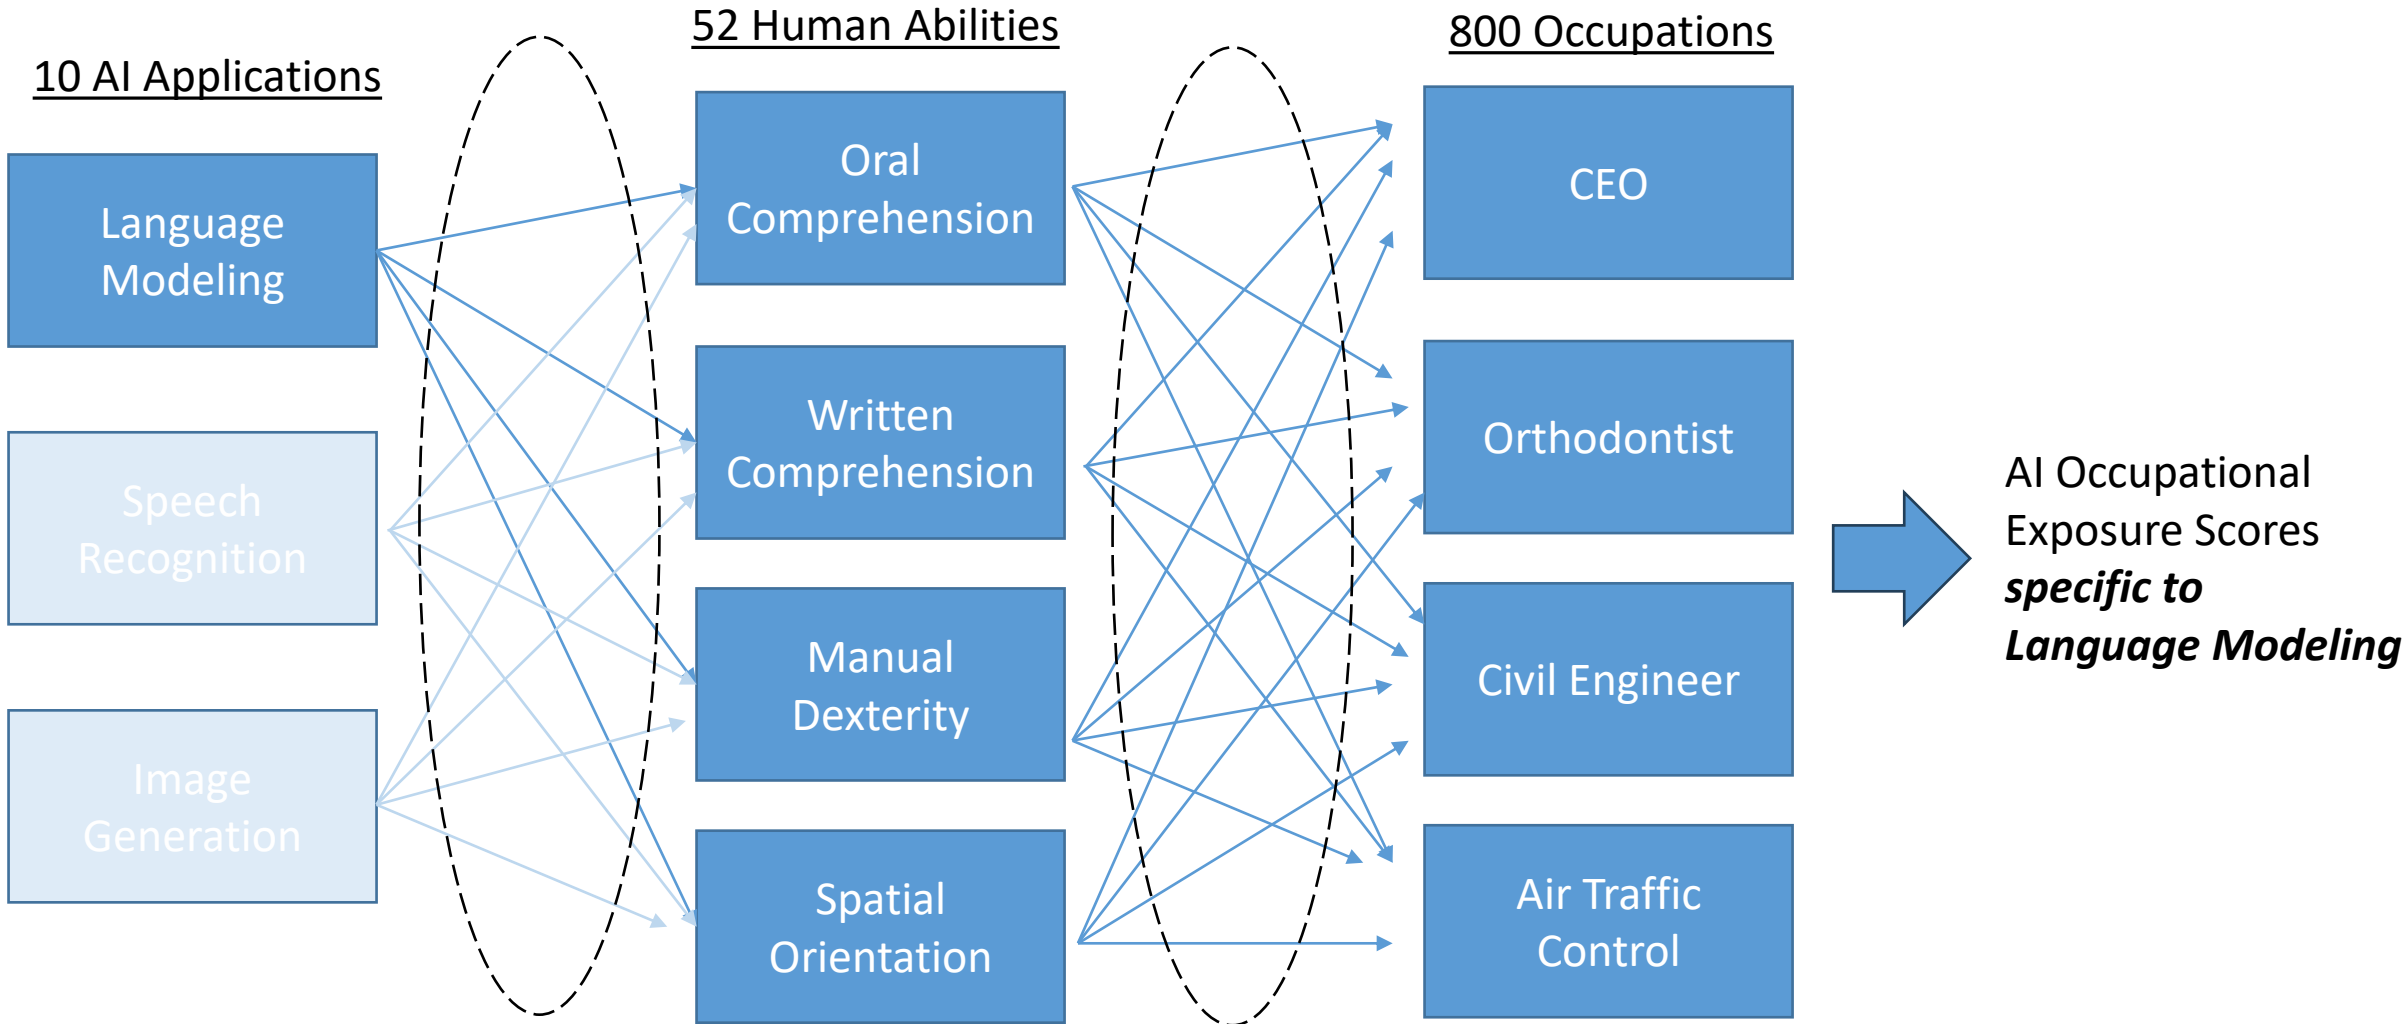 10 AI Applications
Language
Modeling
Speech
Recognition
Image
Generation
52 Human Abilities
Oral
Comprehension
Written
Comprehension
Manual
Dexterity
Spatial
Orientation
800 Occupations
CEO
Orthodontist
Civil Engineer
Air Traffic
Control
AI Occupational
Exposure Scores
specific to
Language Modeling